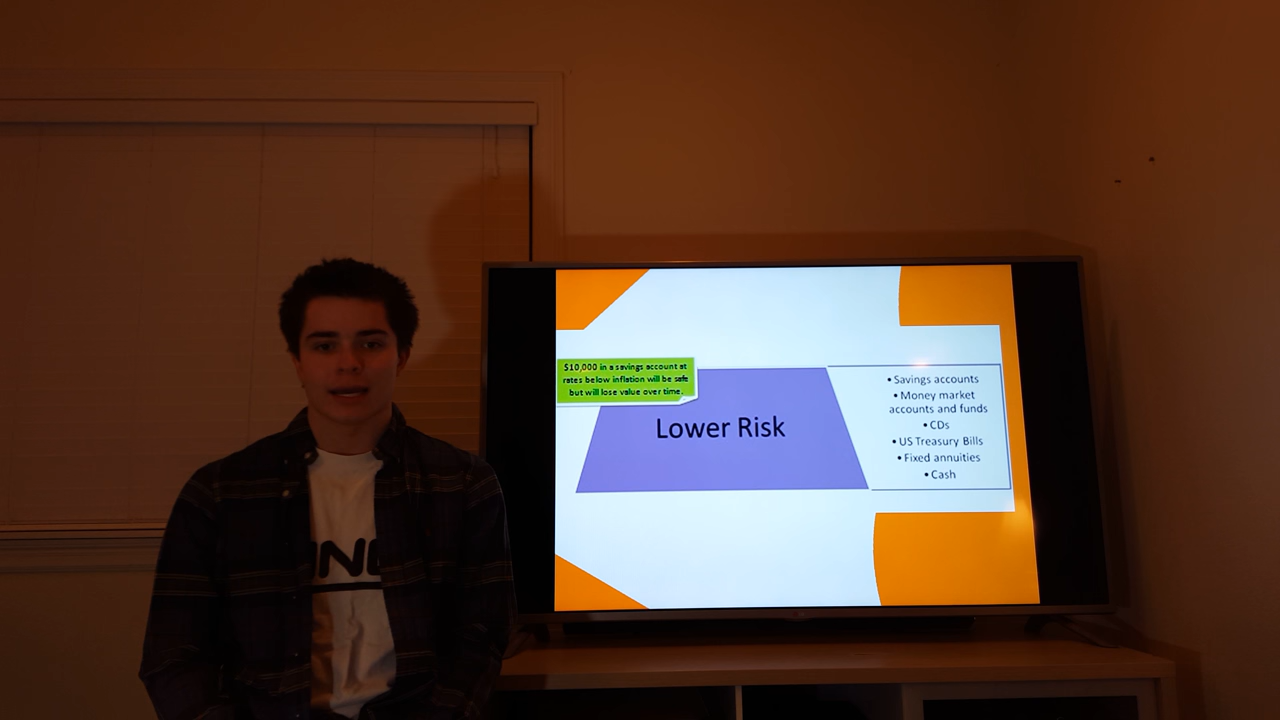 $10,000 in a savings account at
rates below inflation will be safe
but will lose value over time.
Lower Risk
• Savings accounts
• Money market
accounts and funds
• CDs
• US Treasury Bills
• Fixed annuities
• Cash